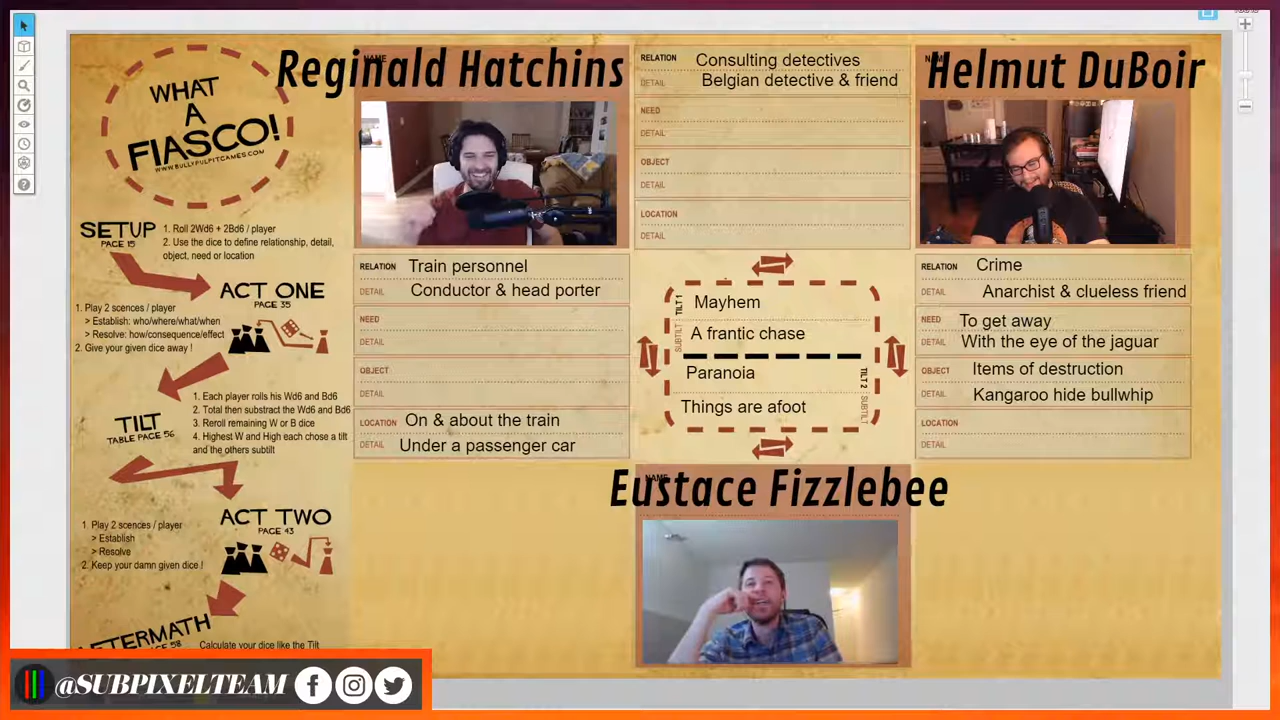 WHAT
A
FIASCO!
WWW.BULLYPULPITGAMES.COM
SETUP
PAGE 15
1. Roll 2Wd6 + 2Bd6 / player
2. Use the dice to define relationship, detail,
object, need or location
ACT ONE
PAGE 35
1. Play 2 scences / player
> Establish: who/where/what/when
> Resolve: how/consequence/effect
2. Give your given dice away !
TILT
TABLE PAGE 56
1. Each player rolls his Wd6 and Bd6
2. Total then substract the Wd6 and Bd6
3. Reroll remaining W or B dice
4. Highest W and High each chose a tilt
and the others subtilt
ACT TWO
PAGE 43
1. Play 2 scences / player
> Establish
> Resolve
2. Keep your damn given dice !
AFTERMATH
Calculate your dice like the Tilt
Reginald Hatchins
RELATION Consulting detectives
DETAIL Belgian detective & friend
NEED
DETAIL
OBJECT
DETAIL
LOCATION
DETAIL
Helmut DuBoir
RELATION Train personnel
DETAIL Conductor & head porter
NEED
DETAIL
OBJECT
DETAIL
LOCATION On & about the train
DETAIL Under a passenger car
TILT 1 Mayhem
SUBTILT A frantic chase
Paranoia TILT 2
Things are afoot SUBTILT
RELATION Crime
DETAIL Anarchist & clueless friend
NEED To get away
DETAIL With the eye of the jaguar
OBJECT Items of destruction
DETAIL Kangaroo hide bullwhip
LOCATION
DETAIL
Eustace Fizzlebee
@SUBPIXELTEAM